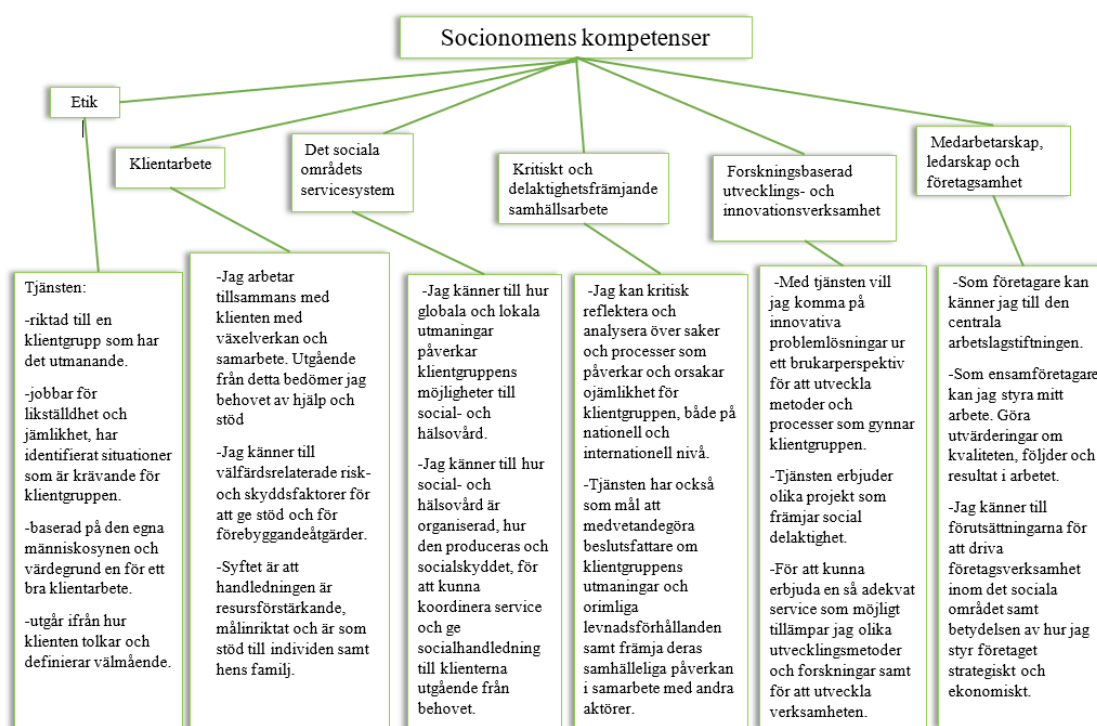 Socionomens kompetenser
Etik
Klientarbete
Det sociala
områdets
servicesystem
Kritiskt och
delaktighetsfrämjande
samhällsarbete
Forskningsbaserad
utvecklings- och
innovationsverksamhet
Medarbetarskap,
ledarskap och
företagsamhet
Tjänsten:
-riktad till en
klientgrupp som har
det utmanande.
-jobbar för
likställdhet och
jämlikhet, har
identifierat situationer
som är krävande för
klientgruppen.
-baserad på den egna
människosynen och
värdegrund en för ett
bra klientarbete.
-utgår ifrån hur
klienten tolkar och
definierar välmående.
-Jag arbetar
tillsammans med
klienten med
växelverkan och
samarbete. Utgående
från detta bedömer jag
behovet av hjälp och
stöd
-Jag känner till
välfärdsrelaterade risk-
och skyddsfaktorer för
att ge stöd och för
förebyggandeåtgärder.
-Syftet är att
handledningen är
resursförstärkande,
målinriktat och är som
stöd till individen samt
hens familj.
-Jag känner till hur
globala och lokala
utmaningar
påverkar
klientgruppens
möjligheter till
social- och
hälsovård.
-Jag känner till hur
social- och
hälsovård är
organiserad, hur
den produceras och
socialskyddet, för
att kunna
koordinera service
och ge
socialhandledning
till klienterna
utgående från
behovet.
-Jag kan kritisk
reflektera och
analysera över saker
och processer som
påverkar och orsakar
ojämlikhet för
klientgruppen, både på
nationell och
internationell nivå.
-Tjänsten har också
som mål att
medvetandegöra
beslutsfattare om
klientgruppens
utmaningar och
orimliga
levnadsförhållanden
samt främja deras
samhälleliga påverkan
i samarbete med andra
aktörer.
-Med tjänsten vill
jag komma på
innovativa
problemlösningar ur
ett brukarperspektiv
för att utveckla
metoder och
processer som gynnar
klientgruppen.
-Tjänsten erbjuder
olika projekt som
främjar social
delaktighet.
-För att kunna
erbjuda en så adekvat
service som möjligt
tillämpar jag olika
utvecklingsmetoder
och forskningar samt
för att utveckla
verksamheten.
-Som företagare kan
känner jag till den
centrala
arbetslagstiftningen.
-Som ensamföretagare
kan jag styra mitt
arbete. Göra
utvärderingar om
kvaliteten, följder och
resultat i arbetet.
-Jag känner till
förutsättningarna för
att driva
företagsverksamhet
inom det sociala
området samt
betydelsen av hur jag
styr företaget
strategiskt och
ekonomiskt.